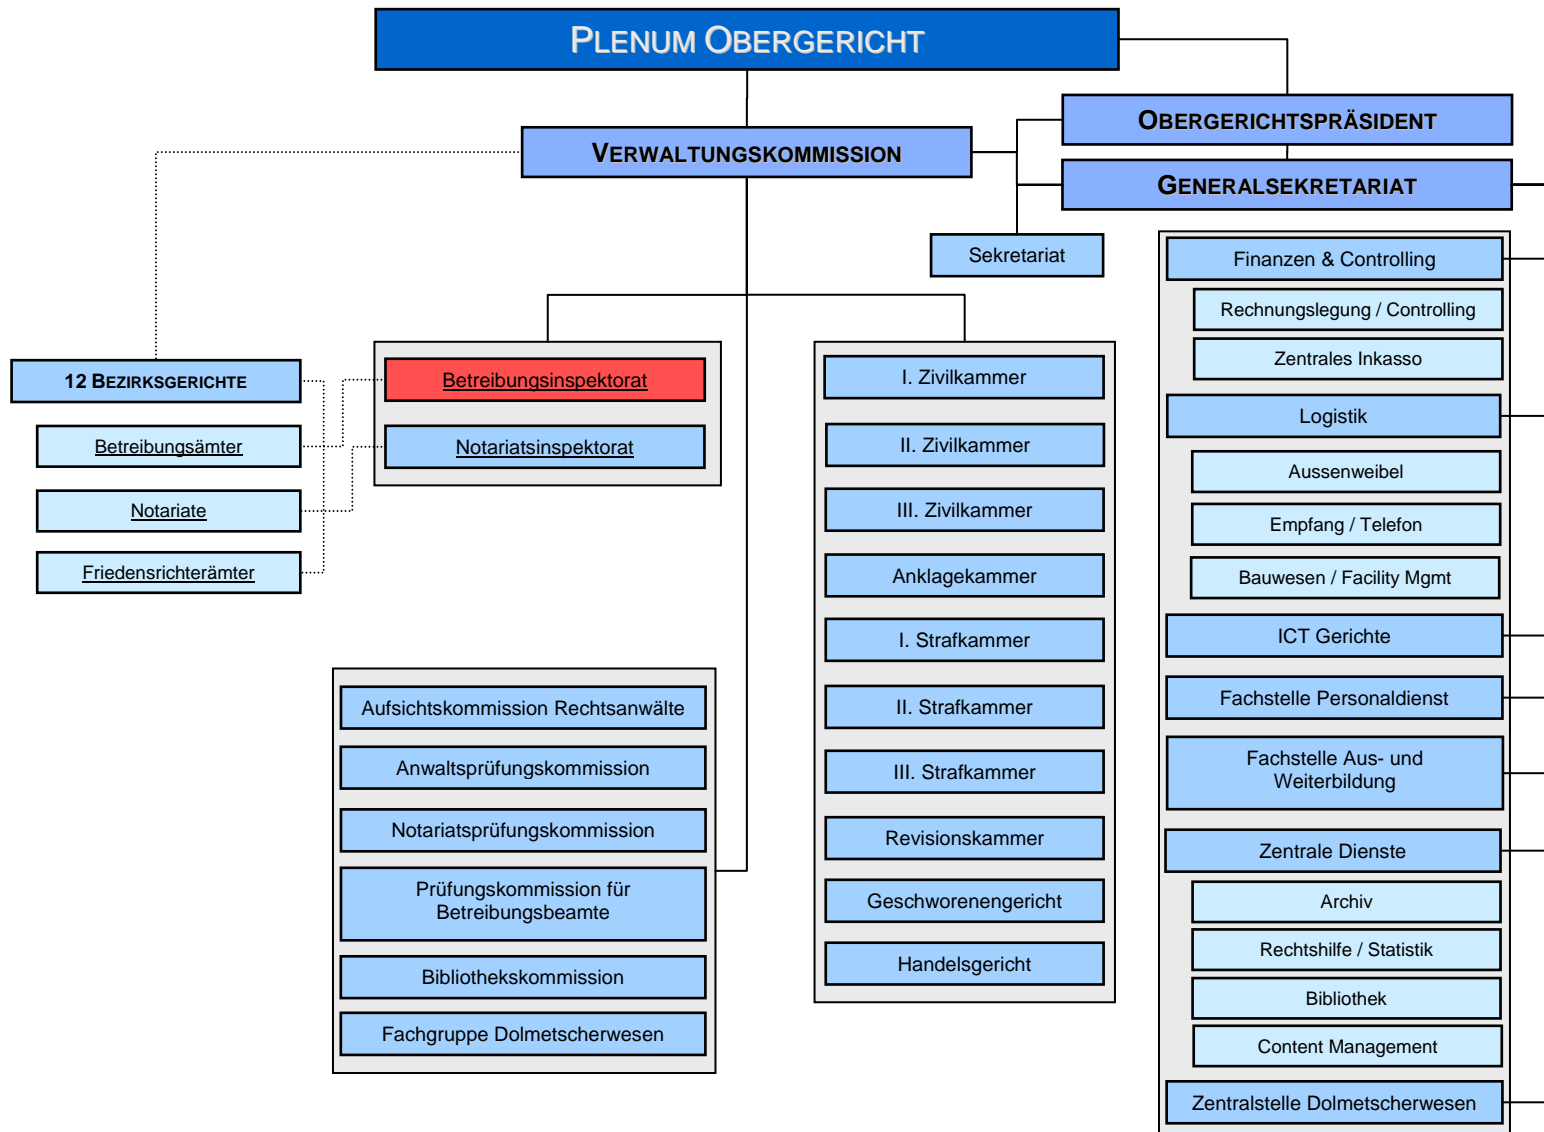 PLENUM OBERGERICHT
OBERGERICHTSPRÄSIDENT
VERWALTUNGSKOMMISSION
GENERALSEKRETARIAT
Sekretariat
12 BEZIRKSGERICHTE
Betreibungsämter
Notariate
Friedensrichterämter
Betreibungsinspektorat
Notariatsinspektorat
Aufsichtskommission Rechtsanwälte
Anwaltsprüfungskommission
Notariatsprüfungskommission
Prüfungskommission für
Betreibungsbeamte
Bibliothekskommission
Fachgruppe Dolmetscherwesen
I. Zivilkammer
II. Zivilkammer
III. Zivilkammer
Anklagekammer
I. Strafkammer
II. Strafkammer
III. Strafkammer
Revisionskammer
Geschworenengericht
Handelsgericht
Finanzen & Controlling
Rechnungslegung / Controlling
Zentrales Inkasso
Logistik
Aussenweibel
Empfang / Telefon
Bauwesen / Facility Mgmt
ICT Gerichte
Fachstelle Personaldienst
Fachstelle Aus- und
Weiterbildung
Zentrale Dienste
Archiv
Rechtshilfe / Statistik
Bibliothek
Content Management
Zentralstelle Dolmetscherwesen